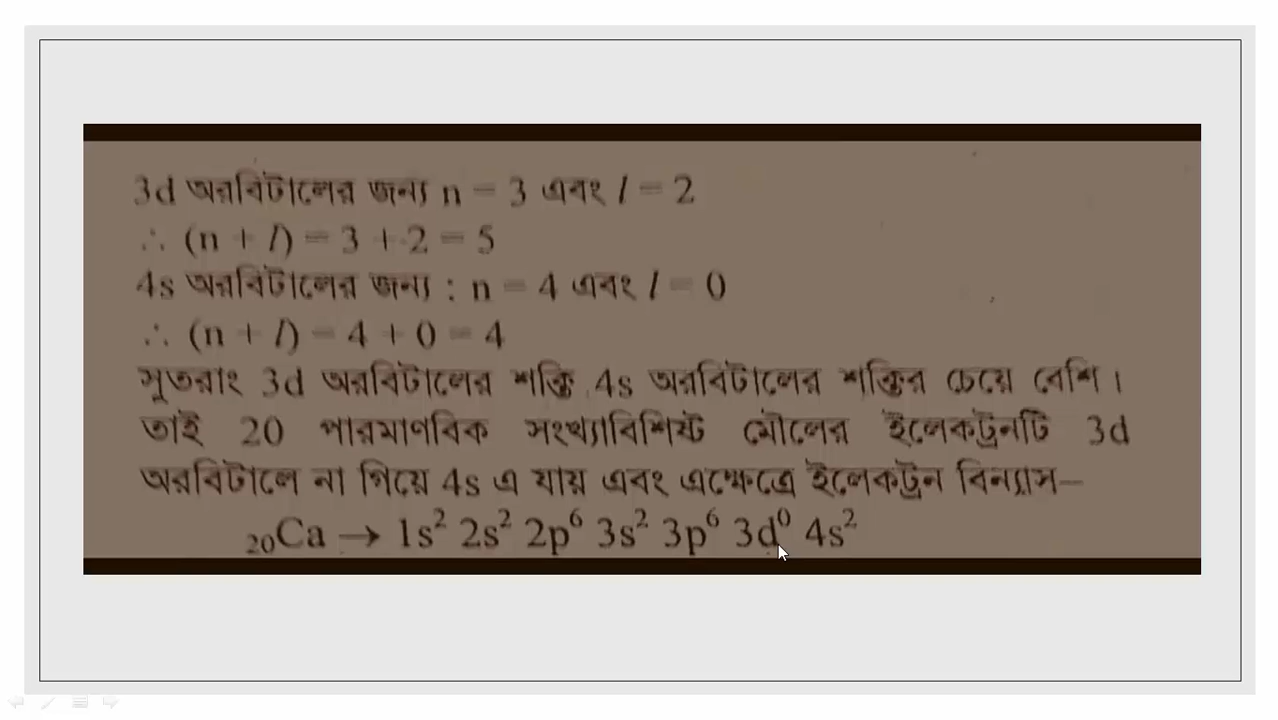 3d অরবিটালের জন্য n = 3 এবং l = 2
∴ (n + l) = 3 + 2 = 5
4s অরবিটালের জন্য : n = 4 এবং l = 0
∴ (n + l) = 4 + 0 = 4
সুতরাং 3d অরবিটালের শক্তি 4s অরবিটালের শক্তির চেয়ে বেশি।
তাই 20 পারমাণবিক সংখ্যাবিশিষ্ট মৌলের ইলেকট্রনটি 3d
অরবিটালে না গিয়ে 4s এ যায় এবং এক্ষেত্রে ইলেকট্রন বিন্যাস—
₂₀Ca → 1s² 2s² 2p⁶ 3s² 3p⁶ 3d⁰ 4s²